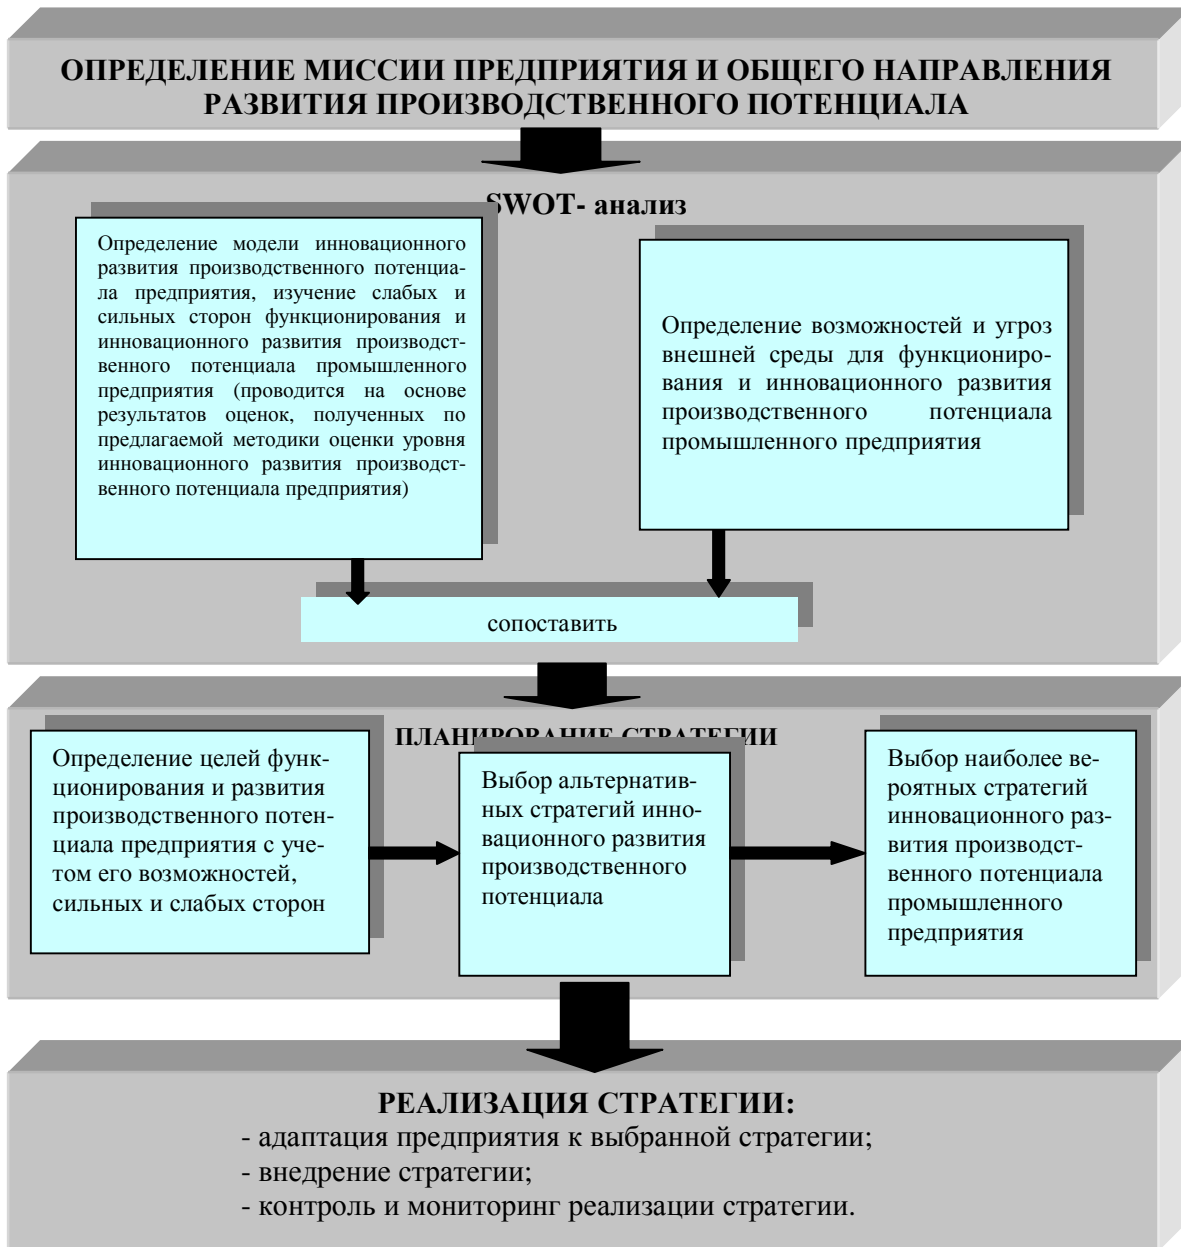 ОПРЕДЕЛЕНИЕ МИССИИ ПРЕДПРИЯТИЯ И ОБЩЕГО НАПРАВЛЕНИЯ
РАЗВИТИЯ ПРОИЗВОДСТВЕННОГО ПОТЕНЦИАЛА
SWOT- анализ
Определение модели инновационного
развития производственного потенциа-
ла предприятия, изучение слабых и
сильных сторон функционирования и
инновационного развития производст-
венного потенциала промышленного
предприятия (проводится на основе
результатов оценок, полученных по
предлагаемой методики оценки уровня
инновационного развития производст-
венного потенциала предприятия)
Определение возможностей и угроз
внешней среды для функциониро-
вания и инновационного развития
производственного потенциала
промышленного предприятия
сопоставить
ПЛАНИРОВАНИЕ СТРАТЕГИИ
Определение целей функ-
ционирования и развития
производственного потен-
циала предприятия с уче-
том его возможностей,
сильных и слабых сторон
Выбор альтернатив-
ных стратегий инно-
вационного развития
производственного
потенциала
Выбор наиболее ве-
роятных стратегий
инновационного раз-
вития производст-
венного потенциала
промышленного
предприятия
РЕАЛИЗАЦИЯ СТРАТЕГИИ:
- адаптация предприятия к выбранной стратегии;
- внедрение стратегии;
- контроль и мониторинг реализации стратегии.